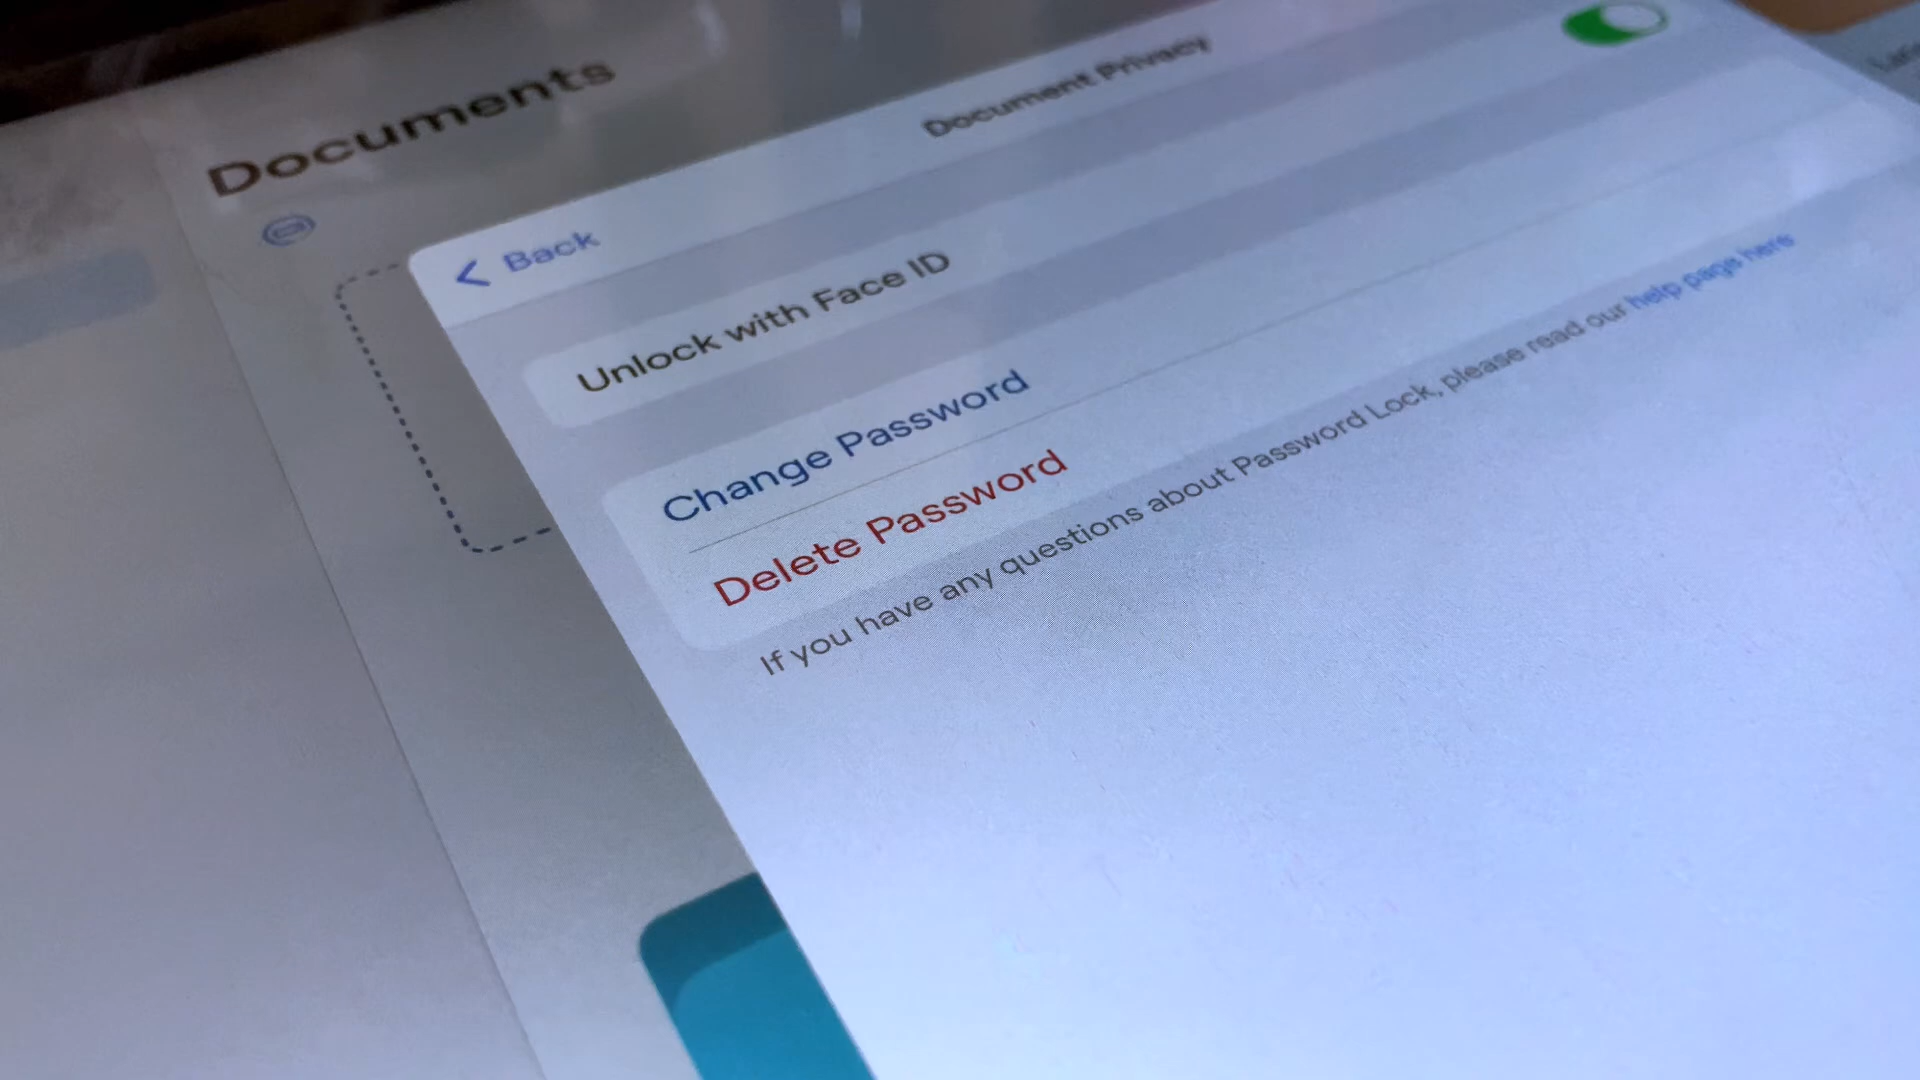 Documents
Document Privacy
Back
Unlock with Face ID
Change Password
Delete Password
If you have any questions about Password Lock, please read our help page here